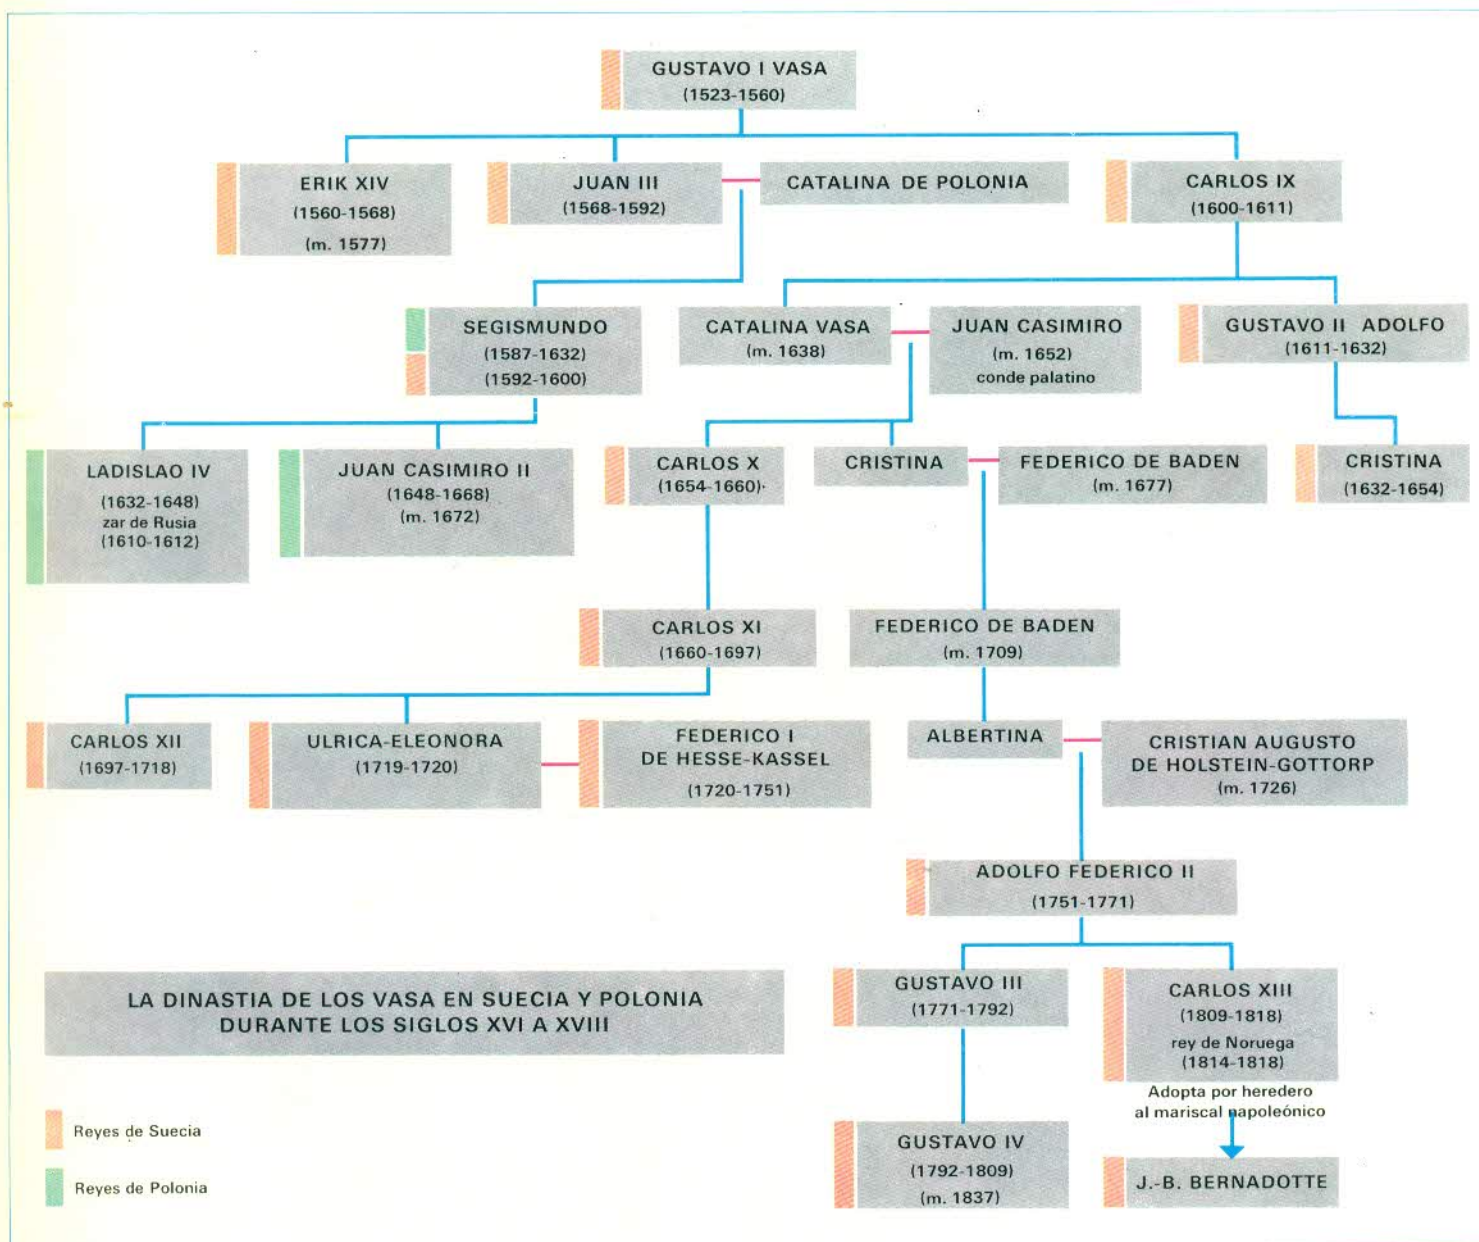 GUSTAVO I VASA
(1523-1560)
ERIK XIV
(1560-1568)
(m. 1577)
JUAN III
(1568-1592)
CATALINA DE POLONIA
CARLOS IX
(1600-1611)
SEGISMUNDO
(1587-1632)
(1592-1600)
CATALINA VASA
(m. 1638)
JUAN CASIMIRO
(m. 1652)
conde palatino
GUSTAVO II ADOLFO
(1611-1632)
LADISLAO IV
(1632-1648)
zar de Rusia
(1610-1612)
JUAN CASIMIRO II
(1648-1668)
(m. 1672)
CARLOS X
(1654-1660)
CRISTINA
FEDERICO DE BADEN
(m. 1677)
CRISTINA
(1632-1654)
CARLOS XI
(1660-1697)
FEDERICO DE BADEN
(m. 1709)
CARLOS XII
(1697-1718)
ULRICA-ELEONORA
(1719-1720)
FEDERICO I
DE HESSE-KASSEL
(1720-1751)
ALBERTINA
CRISTIAN AUGUSTO
DE HOLSTEIN-GOTTORP
(m. 1726)
ADOLFO FEDERICO II
(1751-1771)
GUSTAVO III
(1771-1792)
CARLOS XIII
(1809-1818)
rey de Noruega
(1814-1818)
Adopta por heredero
al mariscal napoleónico
GUSTAVO IV
(1792-1809)
(m. 1837)
J.-B. BERNADOTTE
LA DINASTIA DE LOS VASA EN SUECIA Y POLONIA
DURANTE LOS SIGLOS XVI A XVIII
Reyes de Suecia
Reyes de Polonia